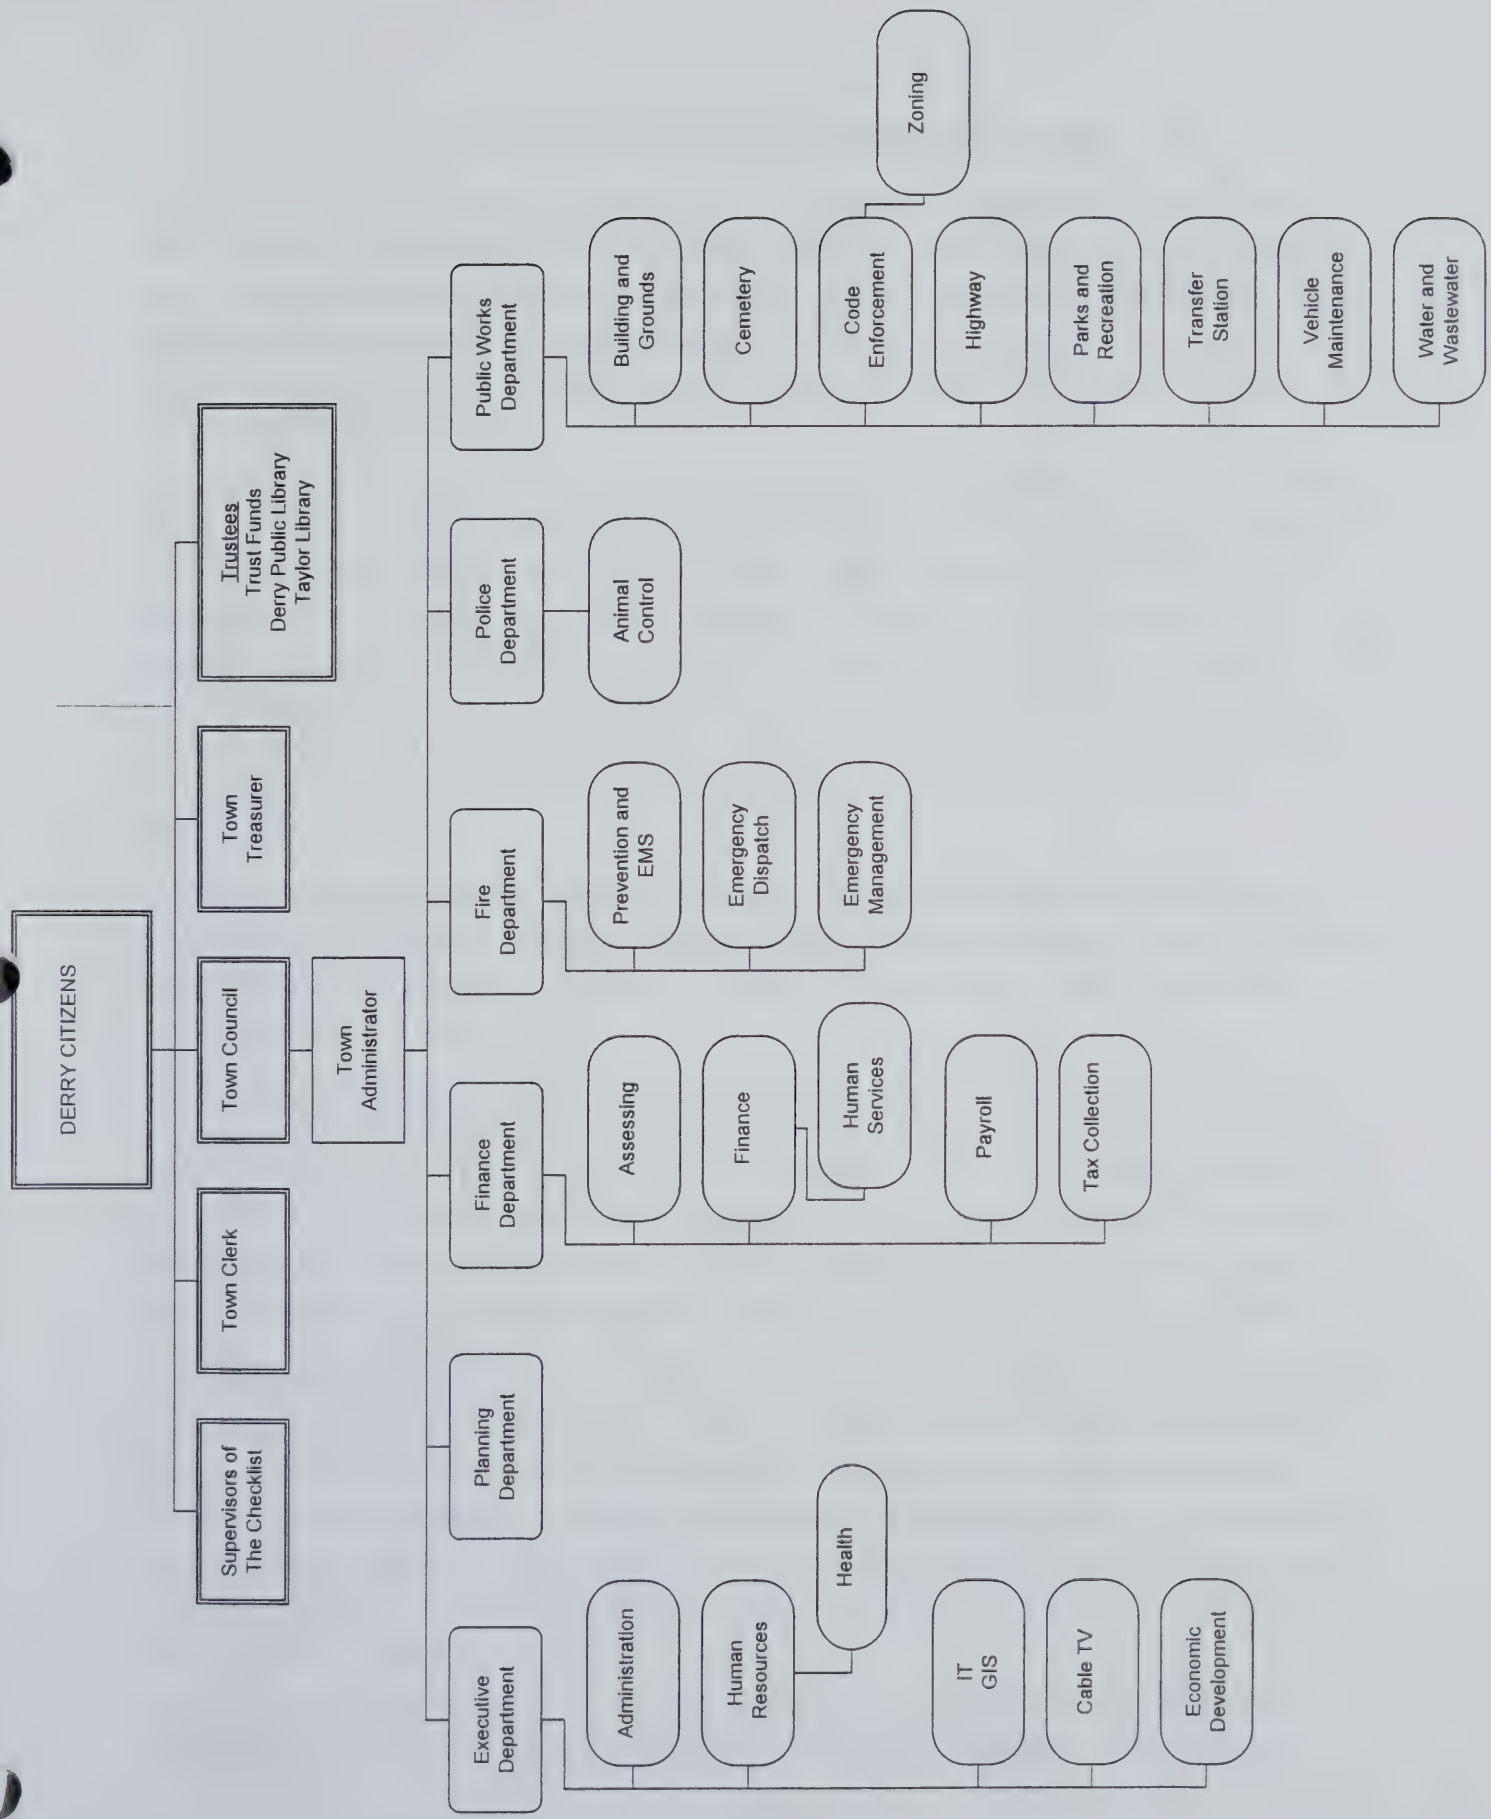 DERRY CITIZENS
Supervisors of
The Checklist
Town Clerk
Town Council
Town
Treasurer
Trustees
Trust Funds
Derry Public Library
Taylor Library
Town
Administrator
Executive
Department
Planning
Department
Finance
Department
Fire
Department
Police
Department
Public Works
Department
Administration
Human
Resources
Health
IT
GIS
Cable TV
Economic
Development
Assessing
Finance
Human
Services
Payroll
Tax Collection
Prevention and
EMS
Emergency
Dispatch
Emergency
Management
Animal
Control
Building and
Grounds
Cemetery
Code
Enforcement
Zoning
Highway
Parks and
Recreation
Transfer
Station
Vehicle
Maintenance
Water and
Wastewater